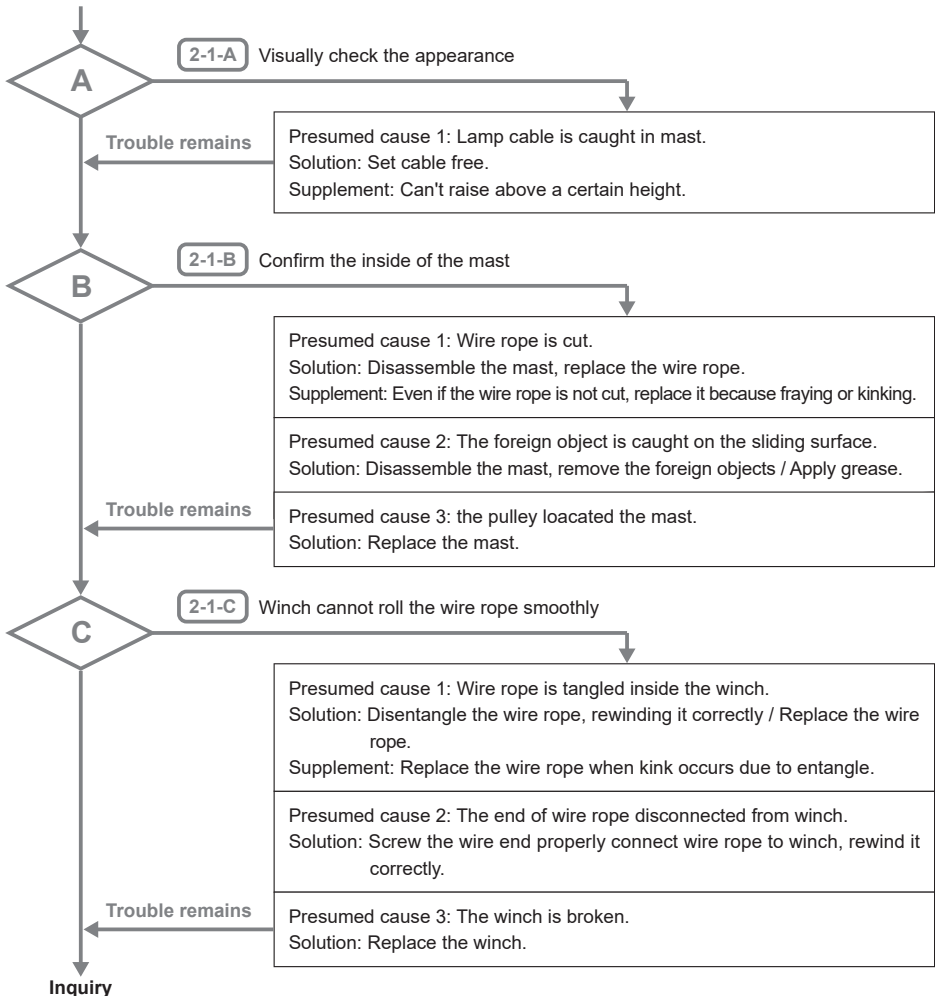 2-1-A Visually check the appearance
A
Presumed cause 1: Lamp cable is caught in mast.
Trouble remains
Solution: Set cable free.
Supplement: Can't raise above a certain height.
2-1-B Confirm the inside of the mast
B
Presumed cause 1: Wire rope is cut.
Solution: Disassemble the mast, replace the wire rope.
Supplement: Even if the wire rope is not cut, replace it because fraying or kinking.
Presumed cause 2: The foreign object is caught on the sliding surface.
Solution: Disassemble the mast, remove the foreign objects / Apply grease.
Trouble remains
Presumed cause 3: the pulley loacated the mast.
Solution: Replace the mast.
2-1-C Winch cannot roll the wire rope smoothly
C
Presumed cause 1: Wire rope is tangled inside the winch.
Solution: Disentangle the wire rope, rewinding it correctly / Replace the wire
rope.
Supplement: Replace the wire rope when kink occurs due to entangle.
Presumed cause 2: The end of wire rope disconnected from winch.
Solution: Screw the wire end properly connect wire rope to winch, rewind it
correctly.
Trouble remains
Presumed cause 3: The winch is broken.
Solution: Replace the winch.
Inquiry